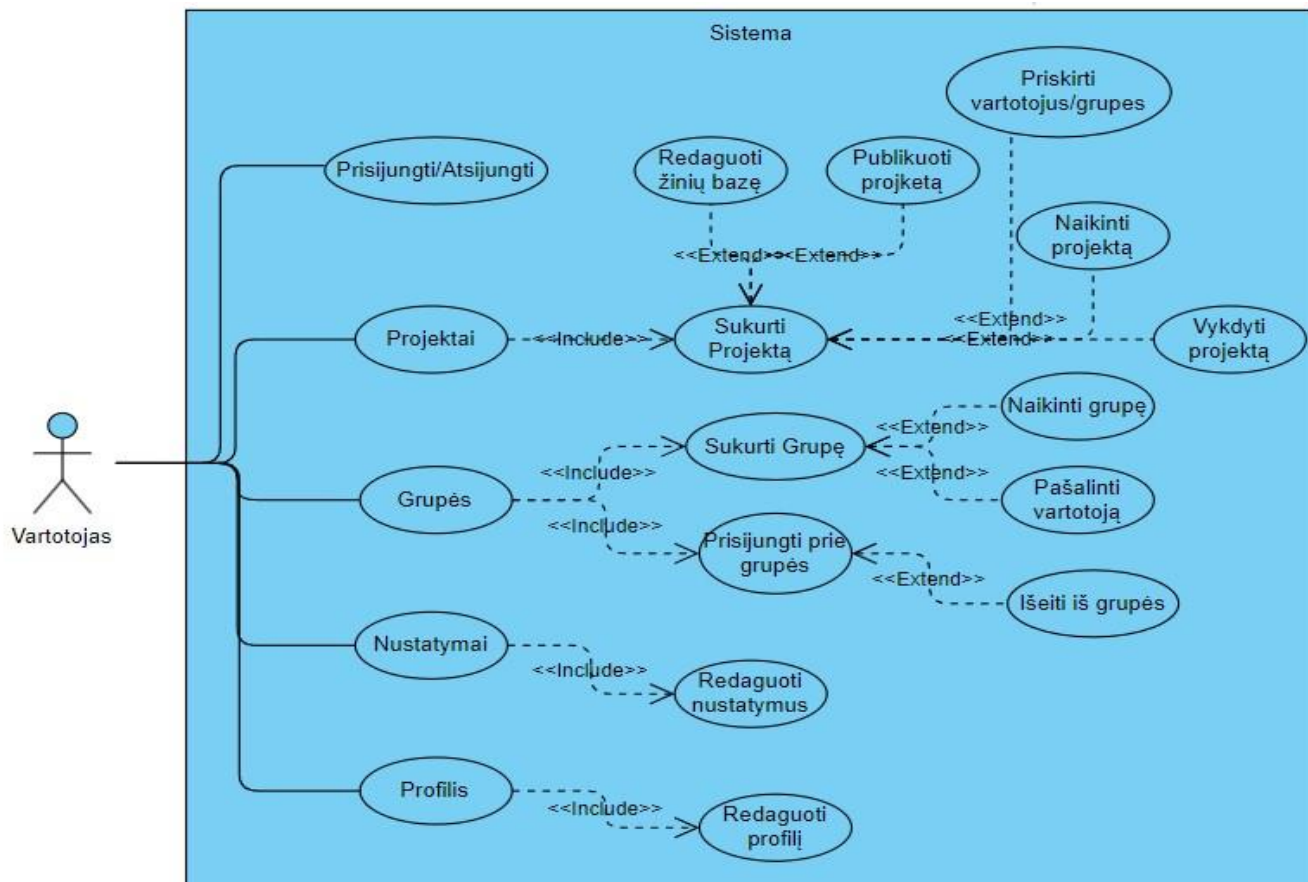 Sistema
Priskirti
vartotojus/grupes
Prisijungti/Atsijungti
Redaguoti
žinių bazę
Publikuoti
projketą
Naikinti
projektą
<<Extend>>
<<Extend>>
Projektai
<<Include>>
Sukurti
Projektą
<<Extend>>
<<Extend>>
Vykdyti
projektą
Naikinti grupę
<<Extend>>
Sukurti Grupę
<<Include>>
<<Extend>>
Grupės
Pašalinti
vartotoją
<<Include>>
Prisijungti prie
grupės
<<Extend>>
Išeiti iš grupės
Vartotojas
Nustatymai
<<Include>>
Redaguoti
nustatymus
Profilis
<<Include>>
Redaguoti
profilį